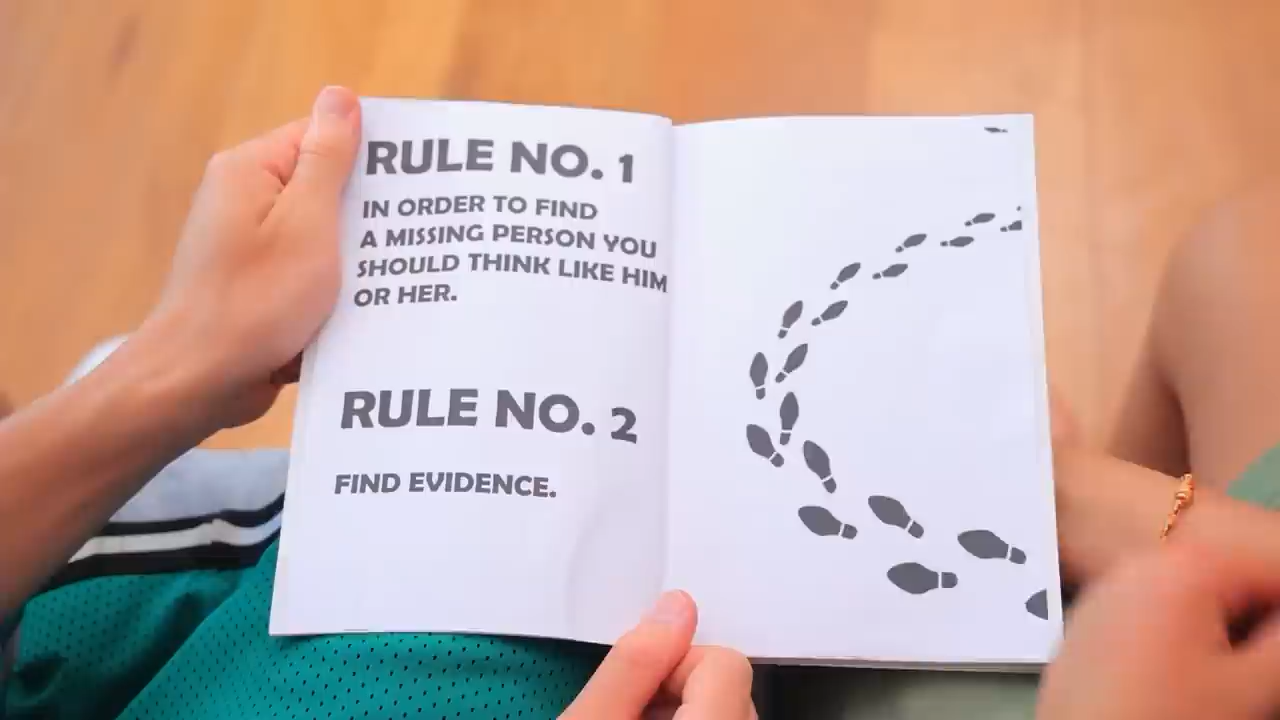 RULE NO. 1
IN ORDER TO FIND
A MISSING PERSON YOU
SHOULD THINK LIKE HIM
OR HER.
RULE NO. 2
FIND EVIDENCE.